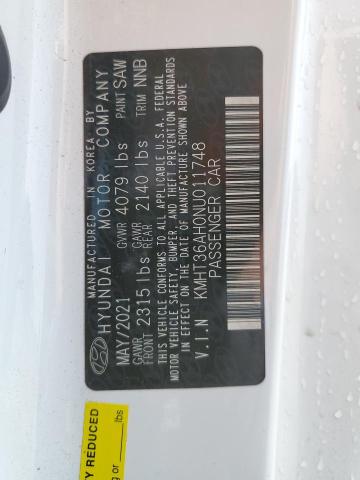 MANUFACTURED IN KOREA BY
HYUNDAI MOTOR COMPANY
MAY/2021 GVWR 4079 lbs PAINT SAW
GAWR FRONT 2315 lbs GAWR REAR 2140 lbs TRIM NNB
THIS VEHICLE CONFORMS TO ALL APPLICABLE U.S.A. FEDERAL
MOTOR VEHICLE SAFETY, BUMPER, AND THEFT PREVENTION STANDARDS
IN EFFECT ON THE DATE OF MANUFACTURE SHOWN ABOVE
V.I.N KMHT36AH0NU011748
PASSENGER CAR
Y REDUCED
g or ____lbs